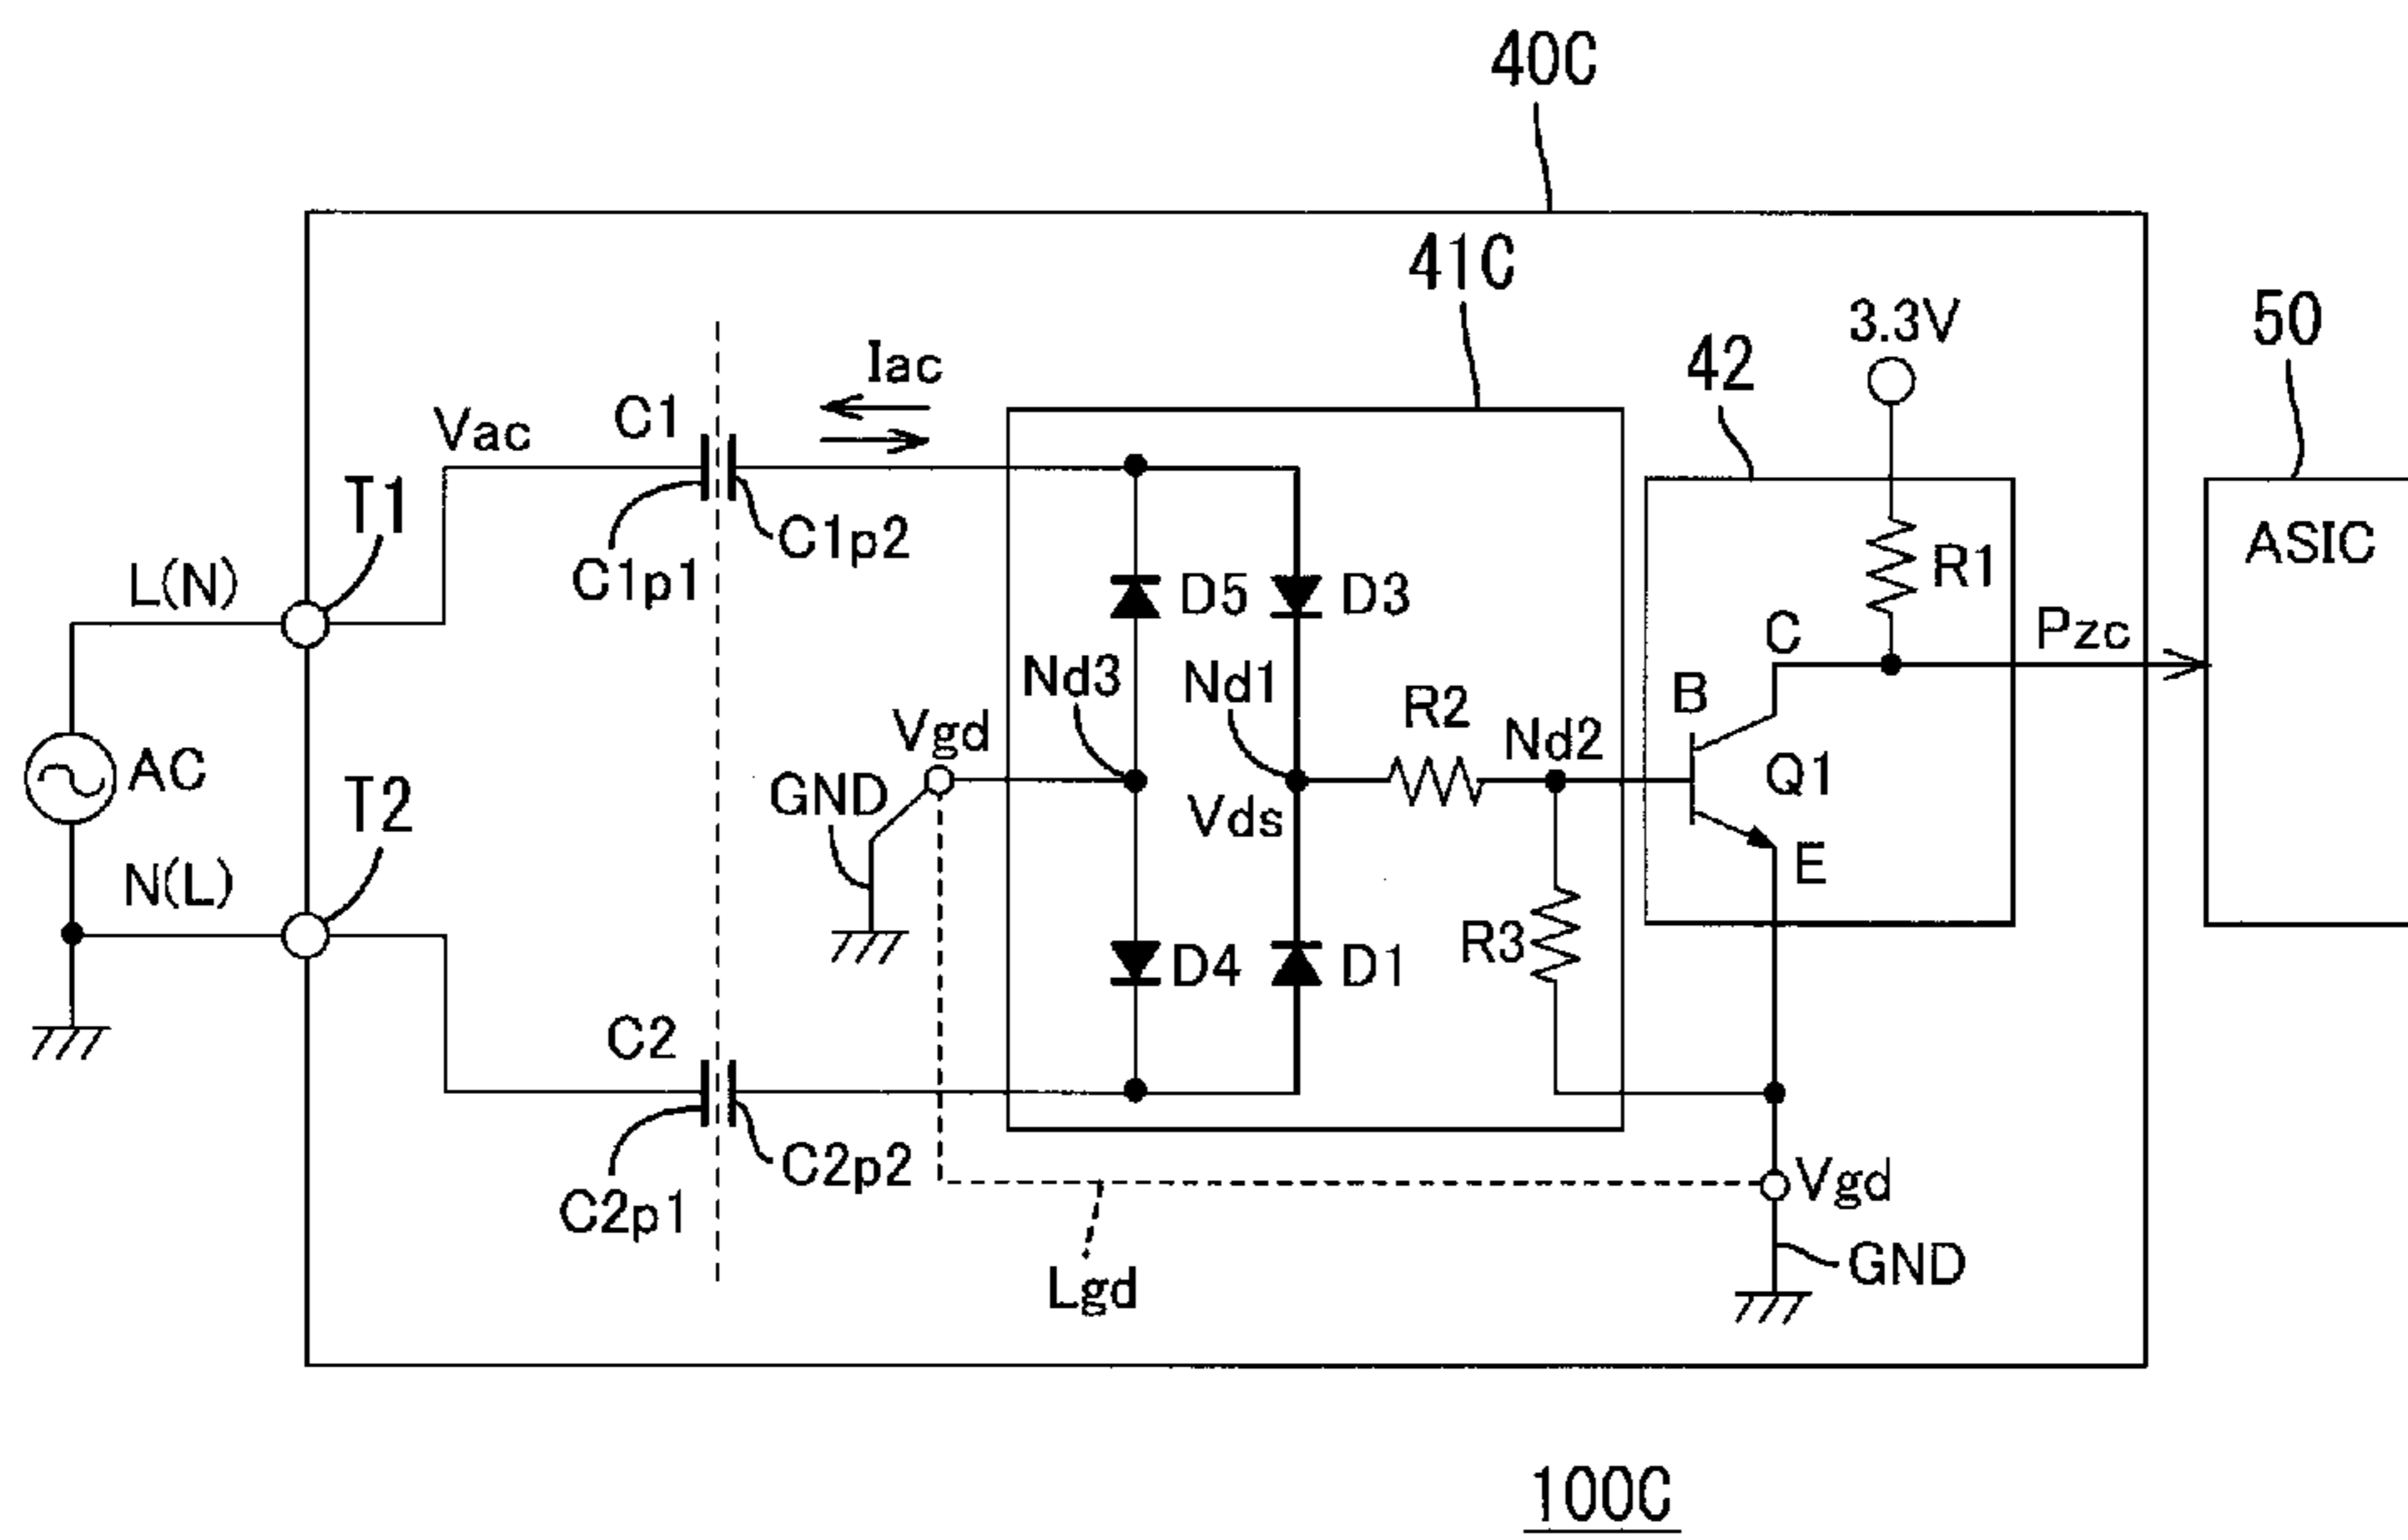 40C
41C
3.3V
50
42
Iac
C1
Vac
T1
C1p2
C1p1
L(N)
D5
D3
R1
ASIC
C
Pzc
Nd3
Nd1
B
R2
Nd2
Vgd
AC
GND
Q1
T2
Vds
E
N(L)
R3
D4
D1
C2
C2p2
Vgd
C2p1
GND
Lgd
100C